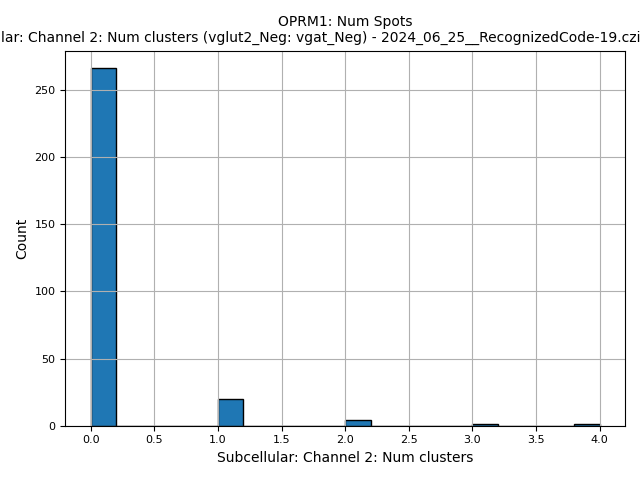 OPRM1: Num Spots
lar: Channel 2: Num clusters (vglut2_Neg: vgat_Neg) - 2024_06_25__RecognizedCode-19.czi
Count
250
200
150
100
50
0
0.0 0.5 1.0 1.5 2.0 2.5 3.0 3.5 4.0
Subcellular: Channel 2: Num clusters